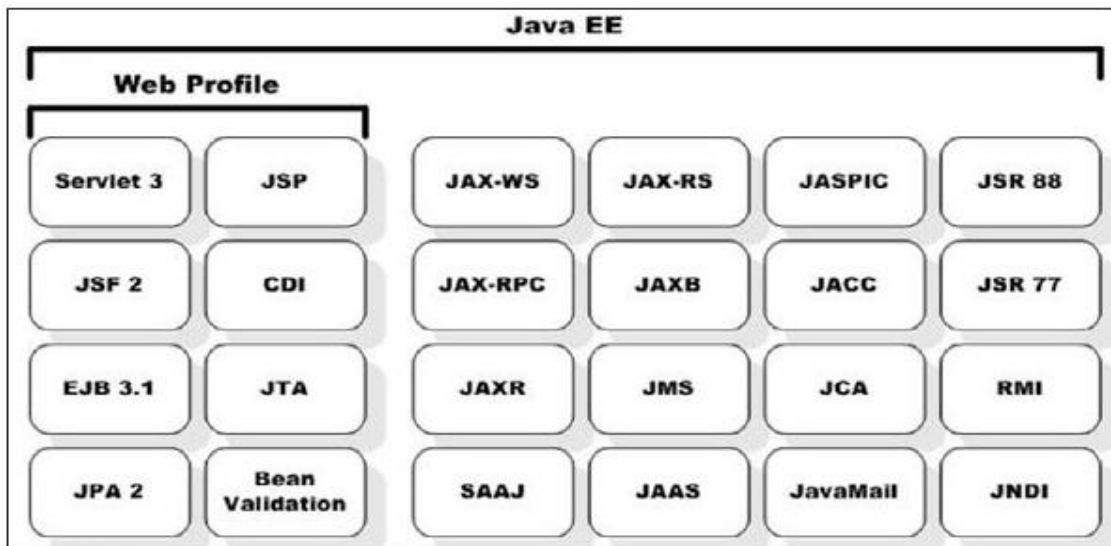 Java EE
Web Profile
Servlet 3
JSP
JAX-WS
JAX-RS
JASPIC
JSR 88
JSF 2
CDI
JAX-RPC
JAXB
JACC
JSR 77
EJB 3.1
JTA
JAXR
JMS
JCA
RMI
JPA 2
Bean
Validation
SAAJ
JAAS
JavaMail
JNDI